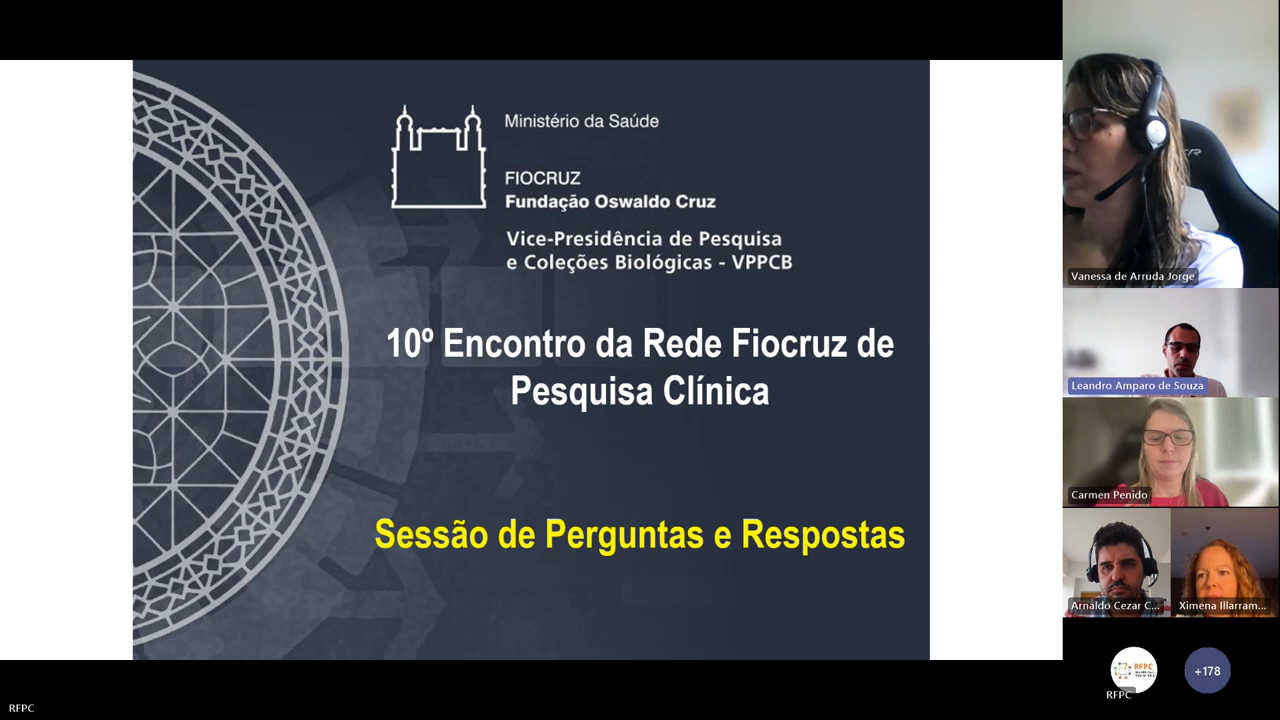 Ministério da Saúde
FIOCRUZ
Fundação Oswaldo Cruz
Vice-Presidência de Pesquisa
e Coleções Biológicas - VPPCB
10º Encontro da Rede Fiocruz de
Pesquisa Clínica
Sessão de Perguntas e Respostas
Vanessa de Arruda Jorge
Leandro Amparo de Souza
Carmen Penido
Arnaldo Cezar C...
Ximena Illarram...
RFPC
+178
RFPC
RFPC